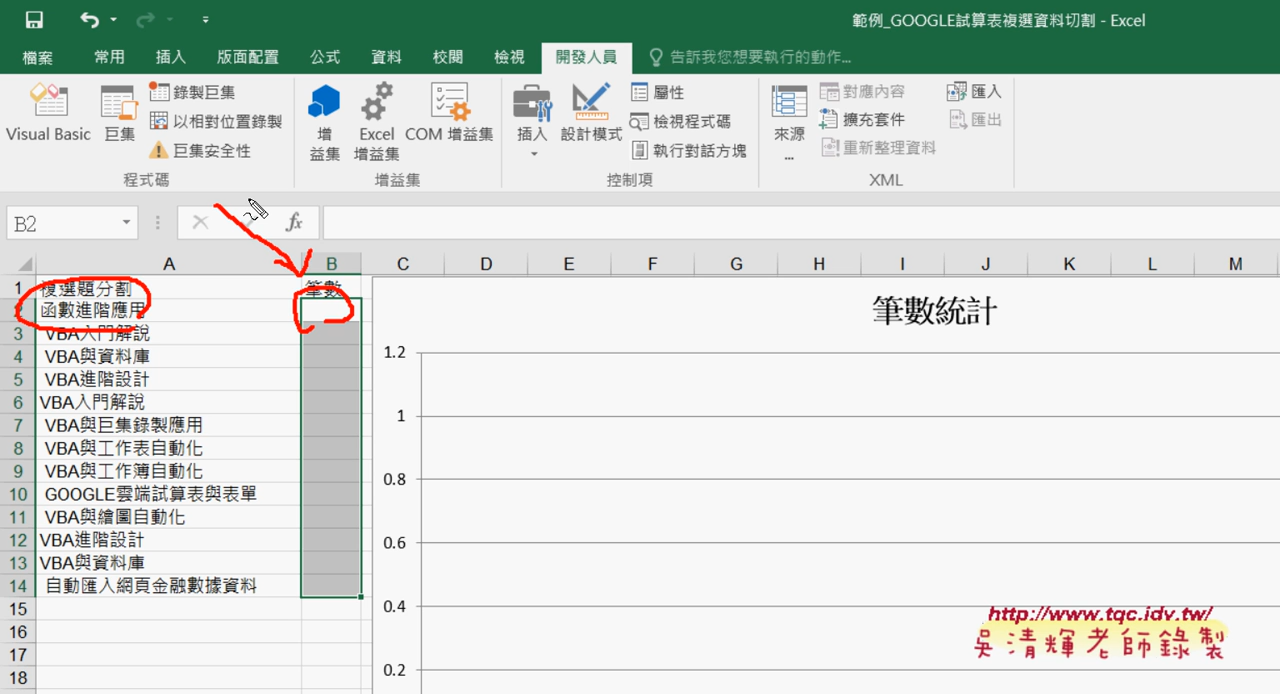 範例_GOOGLE試算表複選資料切割 - Excel
檔案 常用 插入 版面配置 公式 資料 校閱 檢視 開發人員 告訴我您想要執行的動作...
Visual Basic 巨集 錄製巨集 以相對位置錄製 巨集安全性
程式碼
增益集 Excel 增益集 COM 增益集
增益集
插入 設計模式 屬性 檢視程式碼 執行對話方塊
控制項
來源... 對應內容 擴充套件 重新整理資料 匯入 匯出
XML
B2 fx
A B C D E F G H I J K L M
1 複選題分割 筆數
2 函數進階應用
3 VBA入門解說
4 VBA與資料庫
5 VBA進階設計
6 VBA入門解說
7 VBA與巨集錄製應用
8 VBA與工作表自動化
9 VBA與工作簿自動化
10 GOOGLE雲端試算表與表單
11 VBA與繪圖自動化
12 VBA進階設計
13 VBA與資料庫
14 自動匯入網頁金融數據資料
15
16
17
18
筆數統計
1.2
1
0.8
0.6
0.4
0.2
http://www.tqc.idv.tw/
吳清輝老師錄製